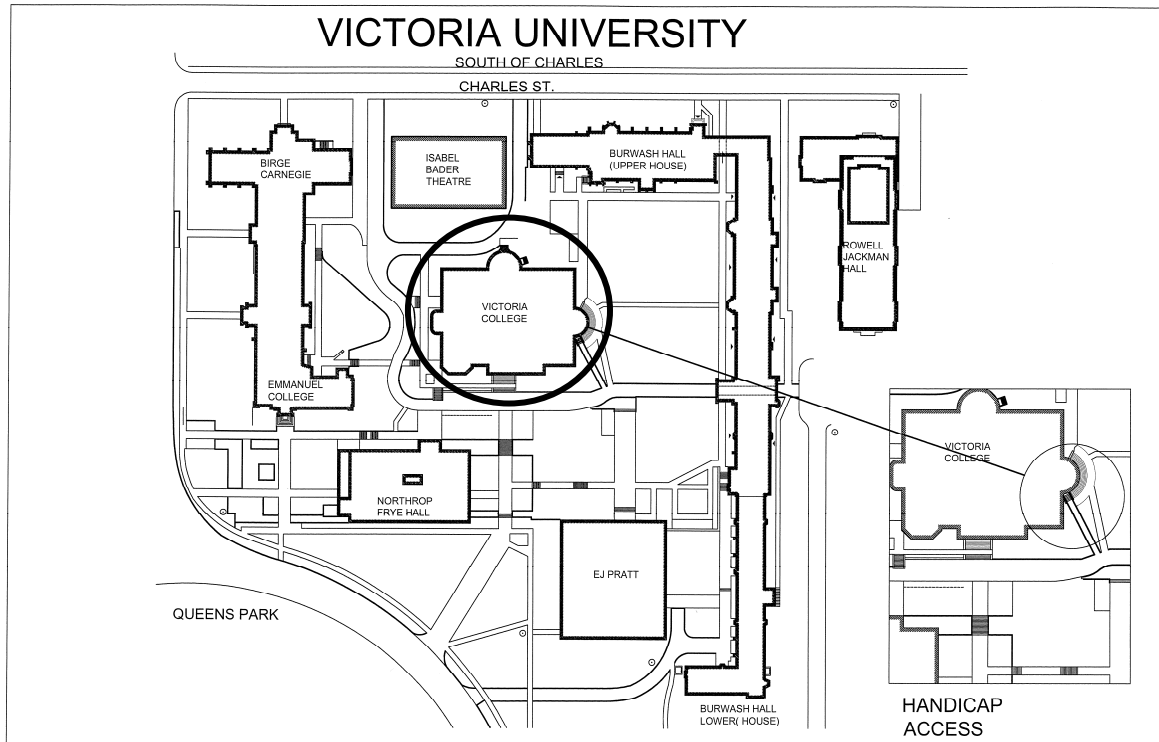 VICTORIA UNIVERSITY
SOUTH OF CHARLES
CHARLES ST.
BIRGE
CARNEGIE
ISABEL
BADER
THEATRE
BURWASH HALL
(UPPER HOUSE)
ROWELL
JACKMAN
HALL
VICTORIA
COLLEGE
EMMANUEL
COLLEGE
NORTHROP
FRYE HALL
EJ PRATT
QUEENS PARK
BURWASH HALL
LOWER( HOUSE)
VICTORIA
COLLEGE
HANDICAP
ACCESS